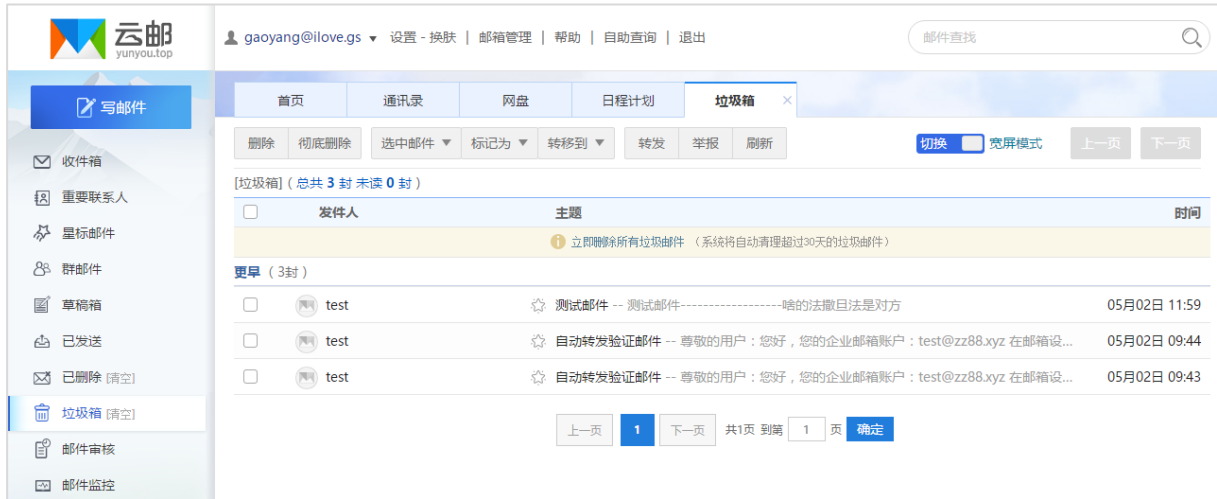 云邮
yunyou.top
gaoyang@ilove.gs ▼ 设置 - 换肤 | 邮箱管理 | 帮助 | 自助查询 | 退出
邮件查找
写邮件
收件箱
重要联系人
星标邮件
群邮件
草稿箱
已发送
已删除 [清空]
垃圾箱 [清空]
邮件审核
邮件监控
首页 通讯录 网盘 日程计划 垃圾箱 ×
删除 彻底删除 选中邮件 ▼ 标记为 ▼ 转移到 ▼ 转发 举报 刷新 切换 宽屏模式 上一页 下一页
[垃圾箱] ( 总共 3 封 未读 0 封 )
发件人 主题 时间
立即删除所有垃圾邮件 （系统将自动清理超过30天的垃圾邮件）
更早 （3封）
test 测试邮件 -- 测试邮件------------------啥的法撒旦法是对方 05月02日 11:59
test 自动转发验证邮件 -- 尊敬的用户：您好，您的企业邮箱账户：test@zz88.xyz 在邮箱设... 05月02日 09:44
test 自动转发验证邮件 -- 尊敬的用户：您好，您的企业邮箱账户：test@zz88.xyz 在邮箱设... 05月02日 09:43
上一页 1 下一页 共1页 到第 1 页 确定